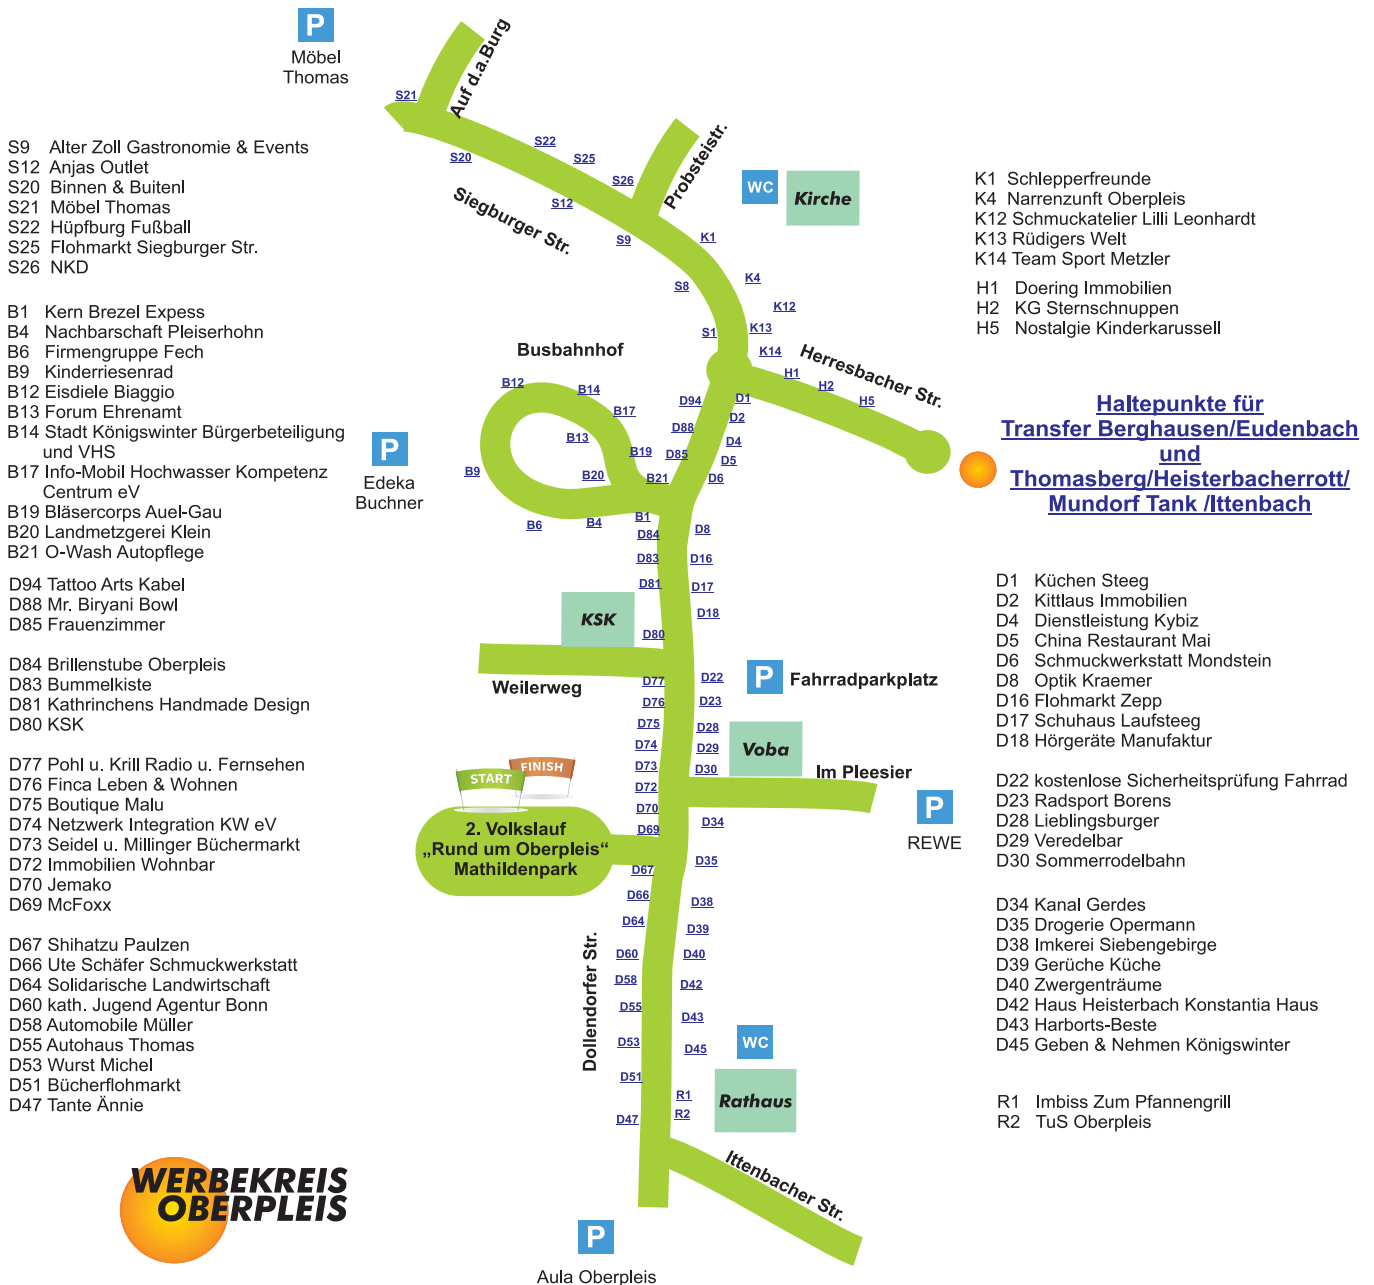 P
Möbel
Thomas
Auf d.a.Burg
S21
S20
S22
S25
S26
S12
S9
Siegburger Str.
Probsteistr.
WC
Kirche
K1
K4
K12
K13
K14
S8
S1
S9 Alter Zoll Gastronomie & Events
S12 Anjas Outlet
S20 Binnen & Buitenl
S21 Möbel Thomas
S22 Hüpfburg Fußball
S25 Flohmarkt Siegburger Str.
S26 NKD
K1 Schlepperfreunde
K4 Narrenzunft Oberpleis
K12 Schmuckatelier Lilli Leonhardt
K13 Rüdigers Welt
K14 Team Sport Metzler
H1 Doering Immobilien
H2 KG Sternschnuppen
H5 Nostalgie Kinderkarussell
B1 Kern Brezel Expess
B4 Nachbarschaft Pleiserhohn
B6 Firmengruppe Fech
B9 Kinderriesenrad
B12 Eisdiele Biaggio
B13 Forum Ehrenamt
B14 Stadt Königswinter Bürgerbeteiligung
und VHS
B17 Info-Mobil Hochwasser Kompetenz
Centrum eV
B19 Bläsercorps Auel-Gau
B20 Landmetzgerei Klein
B21 O-Wash Autopflege
Busbahnhof
B12
B14
B17
B13
B19
B20
B21
B9
B6
B4
B1
P
Edeka
Buchner
Herresbacher Str.
H1
H2
H5
D94
D88
D85
D1
D2
D4
D5
D6
Haltepunkte für
Transfer Berghausen/Eudenbach
und
Thomasberg/Heisterbacherrott/
Mundorf Tank /Ittenbach
D94 Tattoo Arts Kabel
D88 Mr. Biryani Bowl
D85 Frauenzimmer
D84 Brillenstube Oberpleis
D83 Bummelkiste
D81 Kathrinchens Handmade Design
D80 KSK
D77 Pohl u. Krill Radio u. Fernsehen
D76 Finca Leben & Wohnen
D75 Boutique Malu
D74 Netzwerk Integration KW eV
D73 Seidel u. Millinger Büchermarkt
D72 Immobilien Wohnbar
D70 Jemako
D69 McFoxx
D67 Shihatzu Paulzen
D66 Ute Schäfer Schmuckwerkstatt
D64 Solidarische Landwirtschaft
D60 kath. Jugend Agentur Bonn
D58 Automobile Müller
D55 Autohaus Thomas
D53 Wurst Michel
D51 Bücherflohmarkt
D47 Tante Ännie
D84
D83
D81
D80
D8
D16
D17
D18
KSK
Weilerweg
D77
D76
D75
D74
D73
D72
D70
D69
D22
D23
D28
D29
D30
P
Fahrradparkplatz
Voba
Im Pleesier
P
REWE
START
FINISH
2. Volkslauf
„Rund um Oberpleis“
Mathildenpark
D34
D35
D38
D39
D40
D42
D43
D45
D67
D66
D64
D60
D58
D55
D53
D51
D47
Dollendorfer Str.
WC
R1
R2
Rathaus
Ittenbacher Str.
P
Aula Oberpleis
D1 Küchen Steeg
D2 Kittlaus Immobilien
D4 Dienstleistung Kybiz
D5 China Restaurant Mai
D6 Schmuckwerkstatt Mondstein
D8 Optik Kraemer
D16 Flohmarkt Zepp
D17 Schuhaus Laufsteeg
D18 Hörgeräte Manufaktur
D22 kostenlose Sicherheitsprüfung Fahrrad
D23 Radsport Borens
D28 Lieblingsburger
D29 Veredelbar
D30 Sommerrodelbahn
D34 Kanal Gerdes
D35 Drogerie Opermann
D38 Imkerei Siebengebirge
D39 Gerüche Küche
D40 Zwergenträume
D42 Haus Heisterbach Konstantia Haus
D43 Harborts-Beste
D45 Geben & Nehmen Königswinter
R1 Imbiss Zum Pfannengrill
R2 TuS Oberpleis
WERBEKREIS
OBERPLEIS